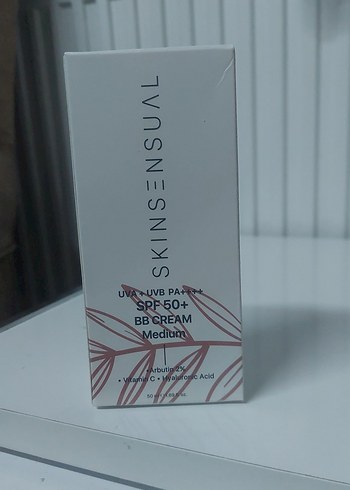 SKINSENSUAL
UVA + UVB PA++++
SPF 50+
BB CREAM
Medium
•Arbutin 2%
• Vitamin C • Hyaluronic Acid